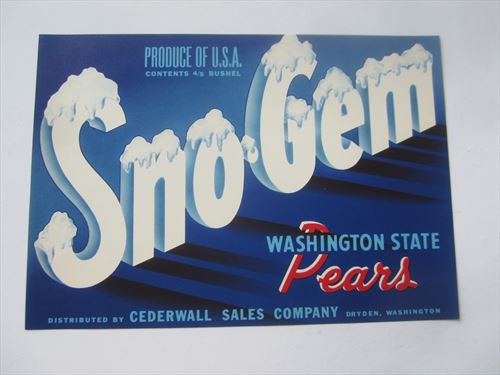 PRODUCE OF U.S.A.
CONTENTS 4/5 BUSHEL
Sno-Gem
WASHINGTON STATE
Pears
DISTRIBUTED BY CEDERWALL SALES COMPANY DRYDEN, WASHINGTON